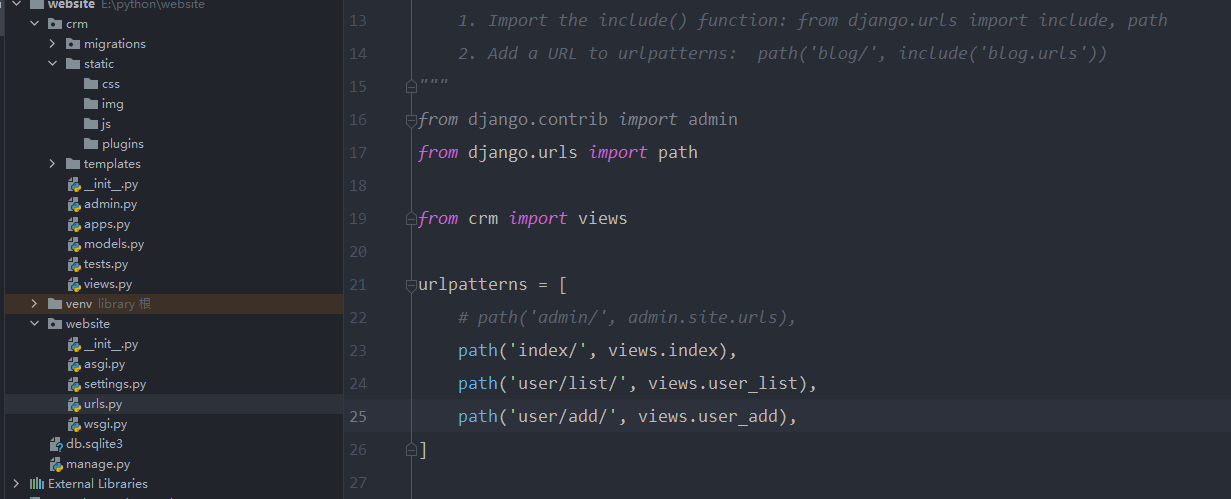 website E:\python\website
crm
migrations
static
css
img
js
plugins
templates
__init__.py
admin.py
apps.py
models.py
tests.py
views.py
venv library 根
website
__init__.py
asgi.py
settings.py
urls.py
wsgi.py
db.sqlite3
manage.py
External Libraries
13 1. Import the include() function: from django.urls import include, path
14 2. Add a URL to urlpatterns:  path('blog/', include('blog.urls'))
15 """
16 from django.contrib import admin
17 from django.urls import path
18
19 from crm import views
20
21 urlpatterns = [
22 # path('admin/', admin.site.urls),
23 path('index/', views.index),
24 path('user/list/', views.user_list),
25 path('user/add/', views.user_add),
26 ]
27